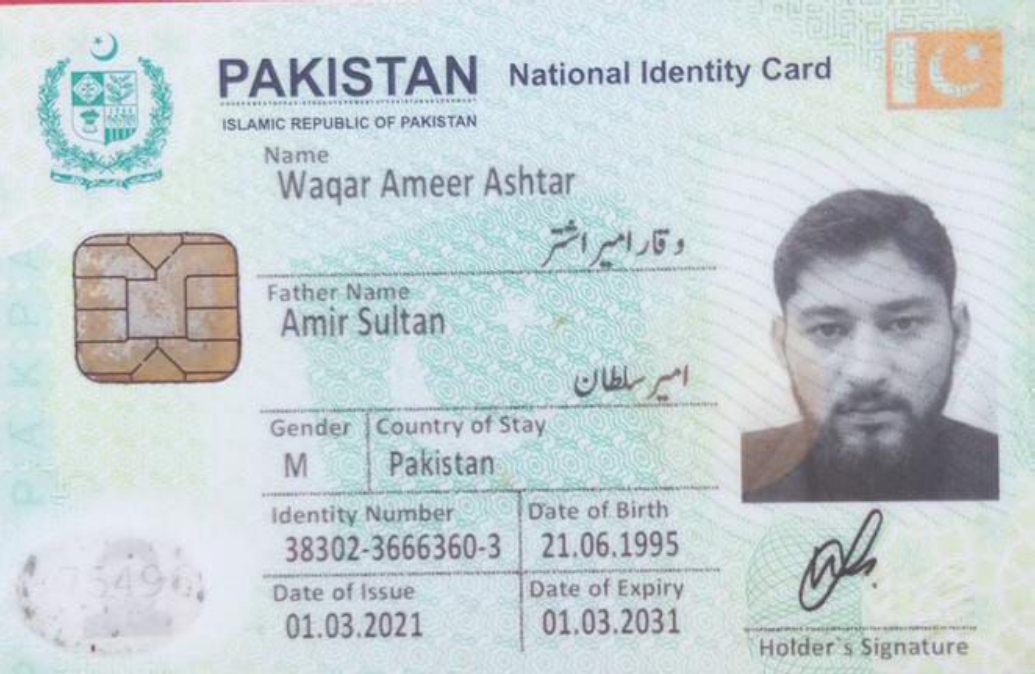 PAKISTAN National Identity Card
ISLAMIC REPUBLIC OF PAKISTAN
Name
Waqar Ameer Ashtar
وقار امیر اشتر
Father Name
Amir Sultan
امیر سلطان
Gender Country of Stay
M Pakistan
Identity Number Date of Birth
38302-3666360-3 21.06.1995
Date of Issue Date of Expiry
01.03.2021 01.03.2031
Holder`s Signature